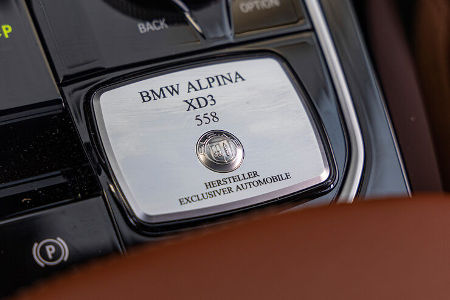 P
BACK
OPTION
BMW ALPINA
XD3
558
HERSTELLER
EXCLUSIVER AUTOMOBILE
P